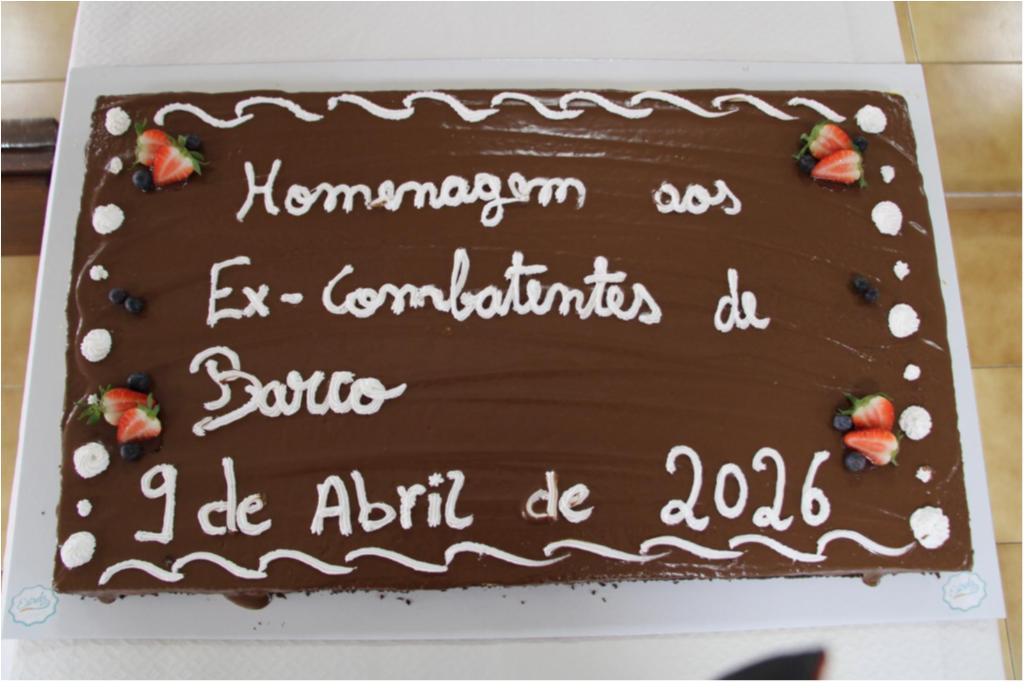 Homenagem aos
Ex-Combatentes de
Barco
9 de Abril de 2026